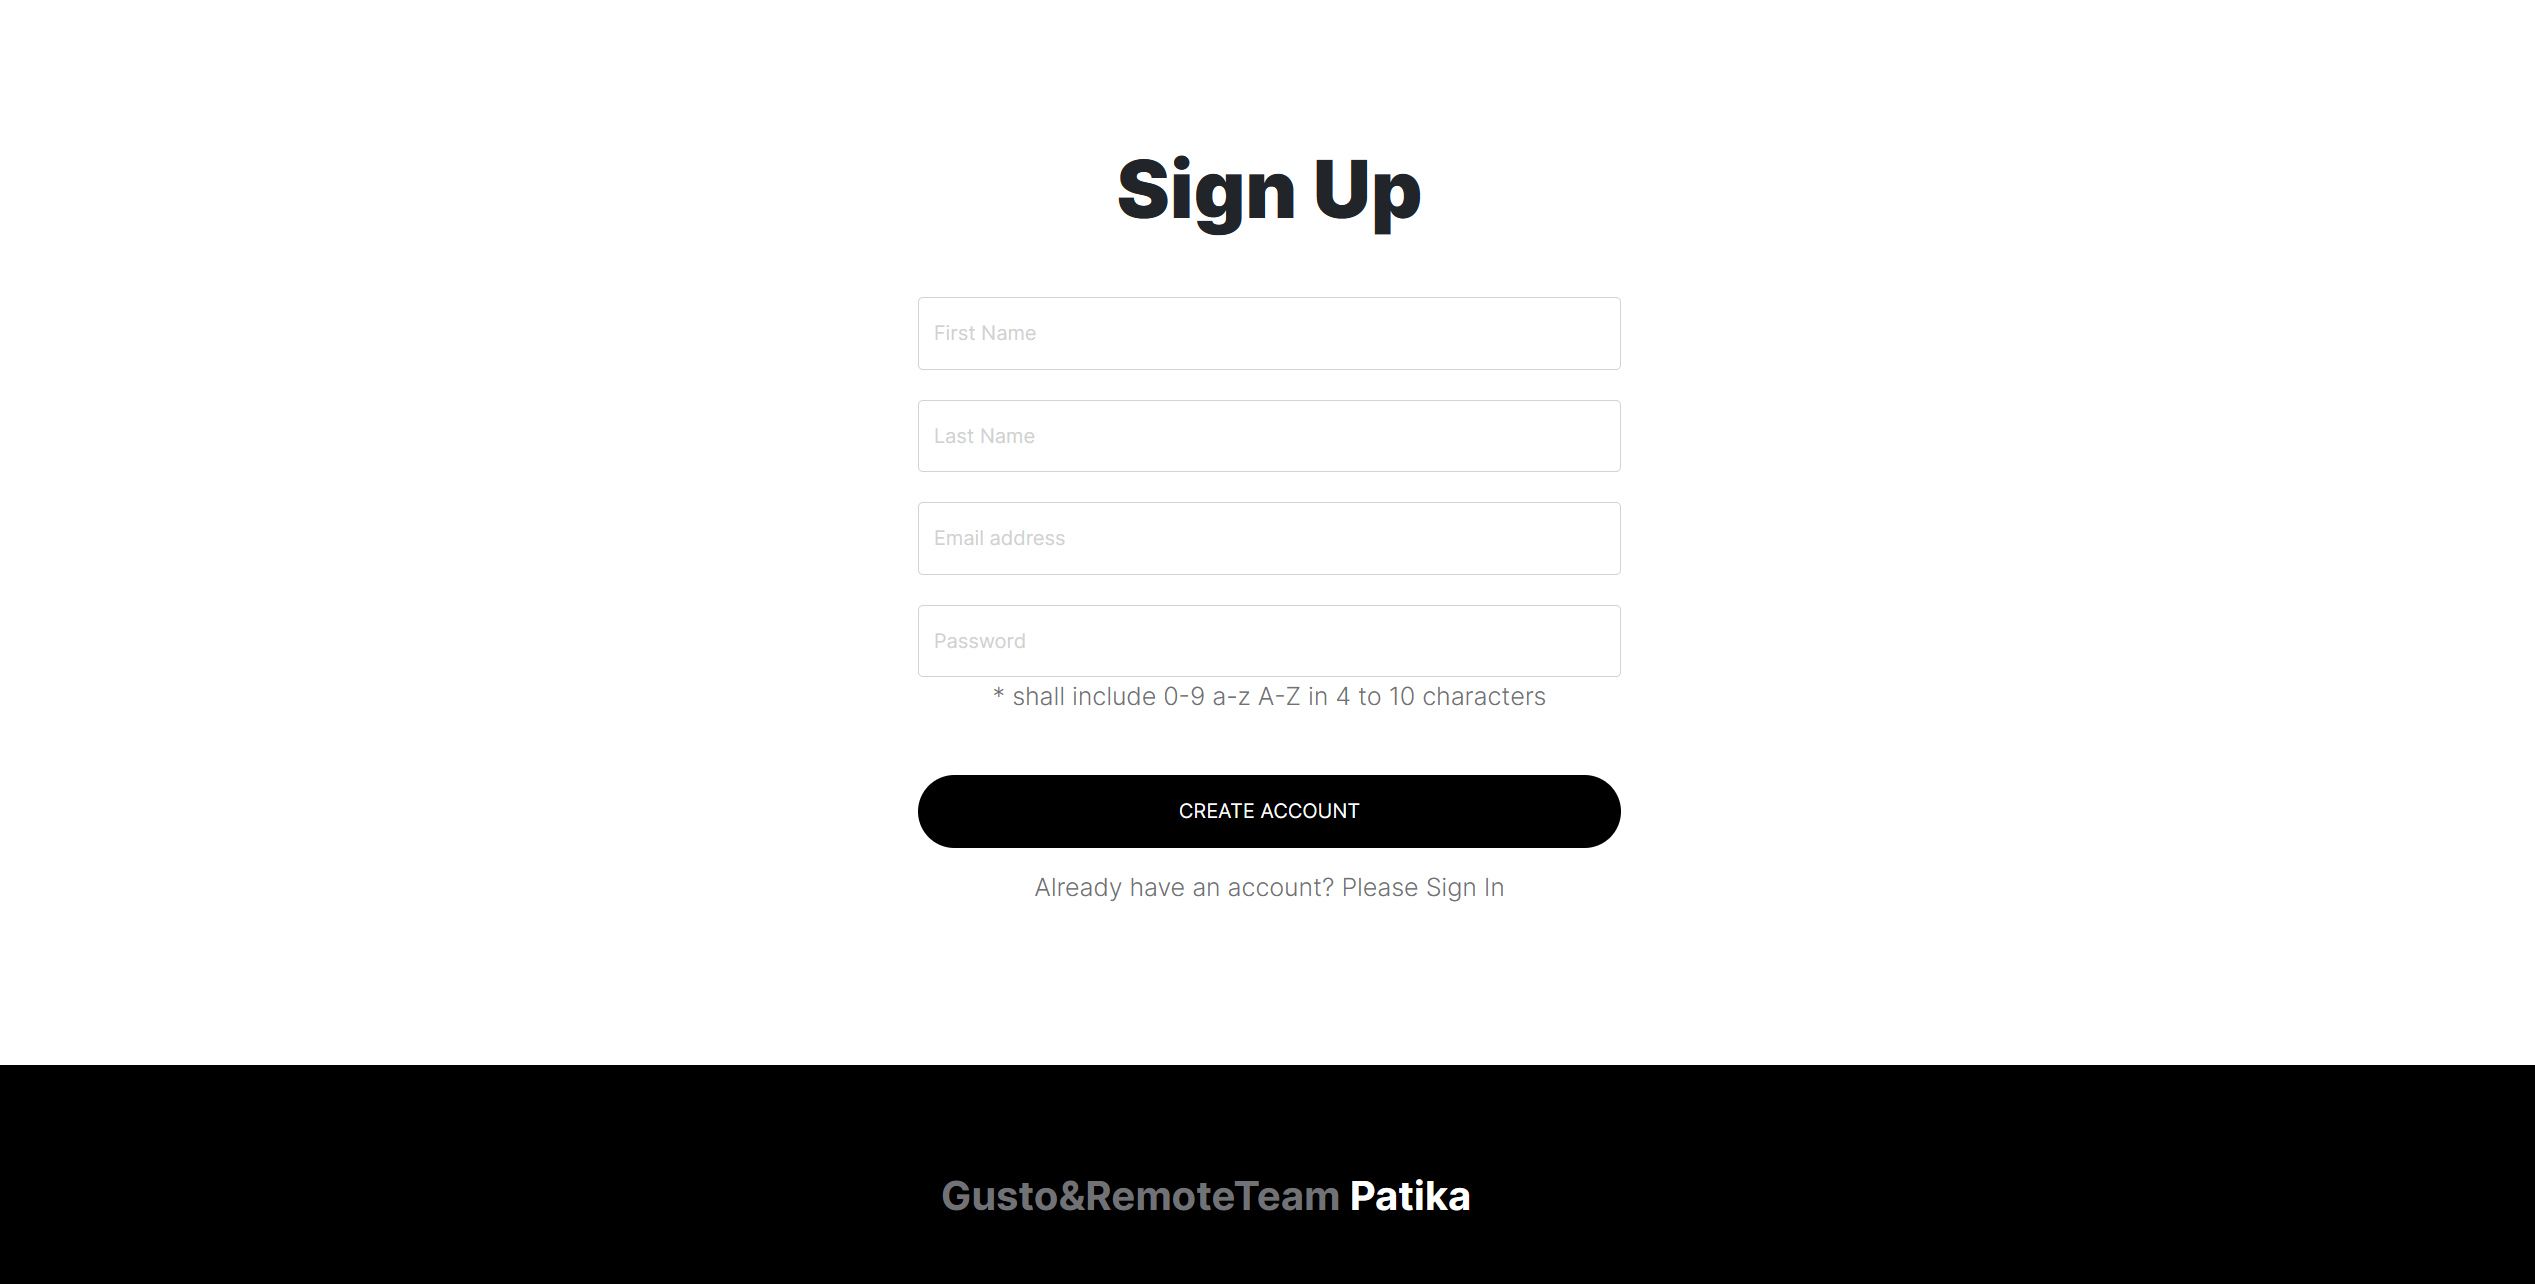 Sign Up
First Name
Last Name
Email address
Password
* shall include 0-9 a-z A-Z in 4 to 10 characters
CREATE ACCOUNT
Already have an account? Please Sign In
Gusto&RemoteTeam Patika